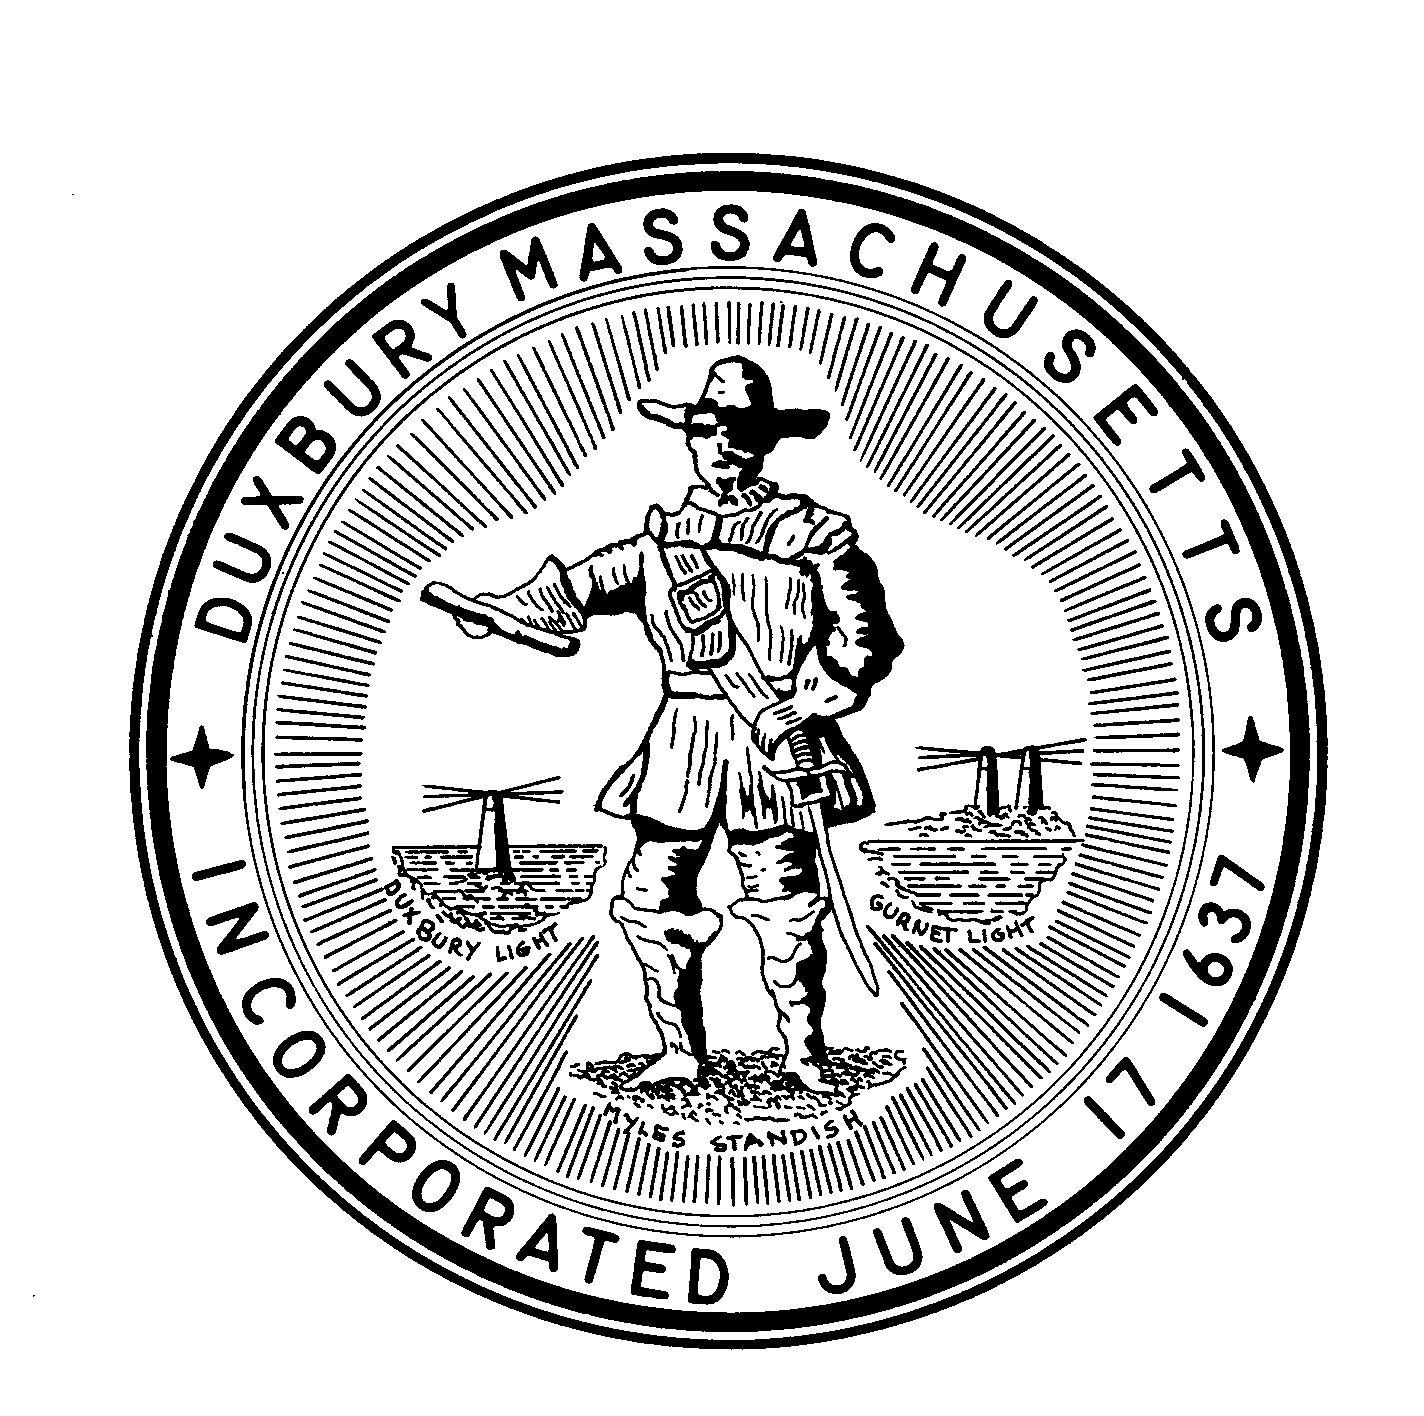 DUXBURY MASSACHUSETTS
DUXBURY LIGHT
GURNET LIGHT
MYLES STANDISH
INCORPORATED JUNE 17 1637